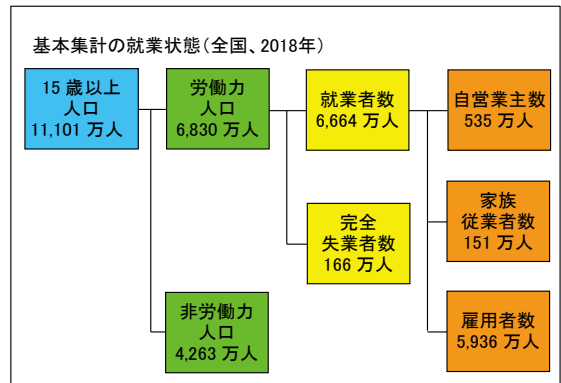 基本集計の就業状態（全国、2018年）
15 歳以上
人口
11,101 万人
労働力
人口
6,830 万人
就業者数
6,664 万人
自営業主数
535 万人
完全
失業者数
166 万人
家族
従業者数
151 万人
非労働力
人口
4,263 万人
雇用者数
5,936 万人